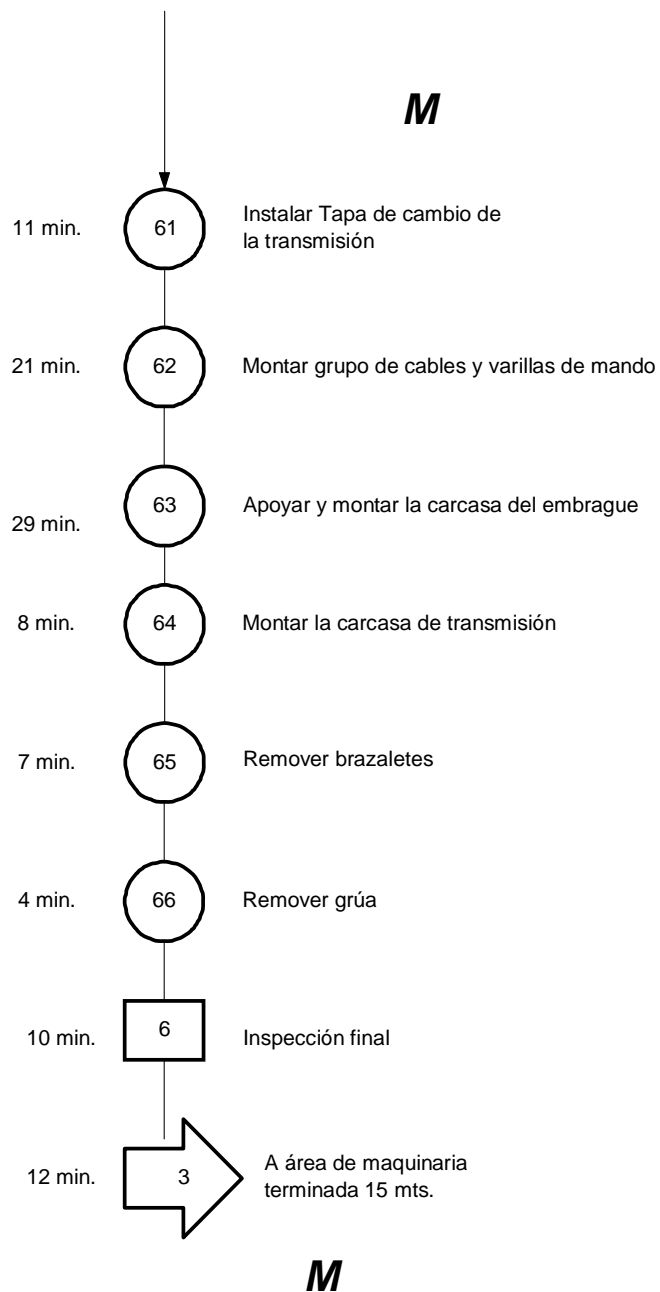 M
11 min.
61
Instalar Tapa de cambio de
la transmisión
21 min.
62
Montar grupo de cables y varillas de mando
29 min.
63
Apoyar y montar la carcasa del embrague
8 min.
64
Montar la carcasa de transmisión
7 min.
65
Remover brazaletes
4 min.
66
Remover grúa
10 min.
6
Inspección final
12 min.
3
A área de maquinaria
terminada 15 mts.
M